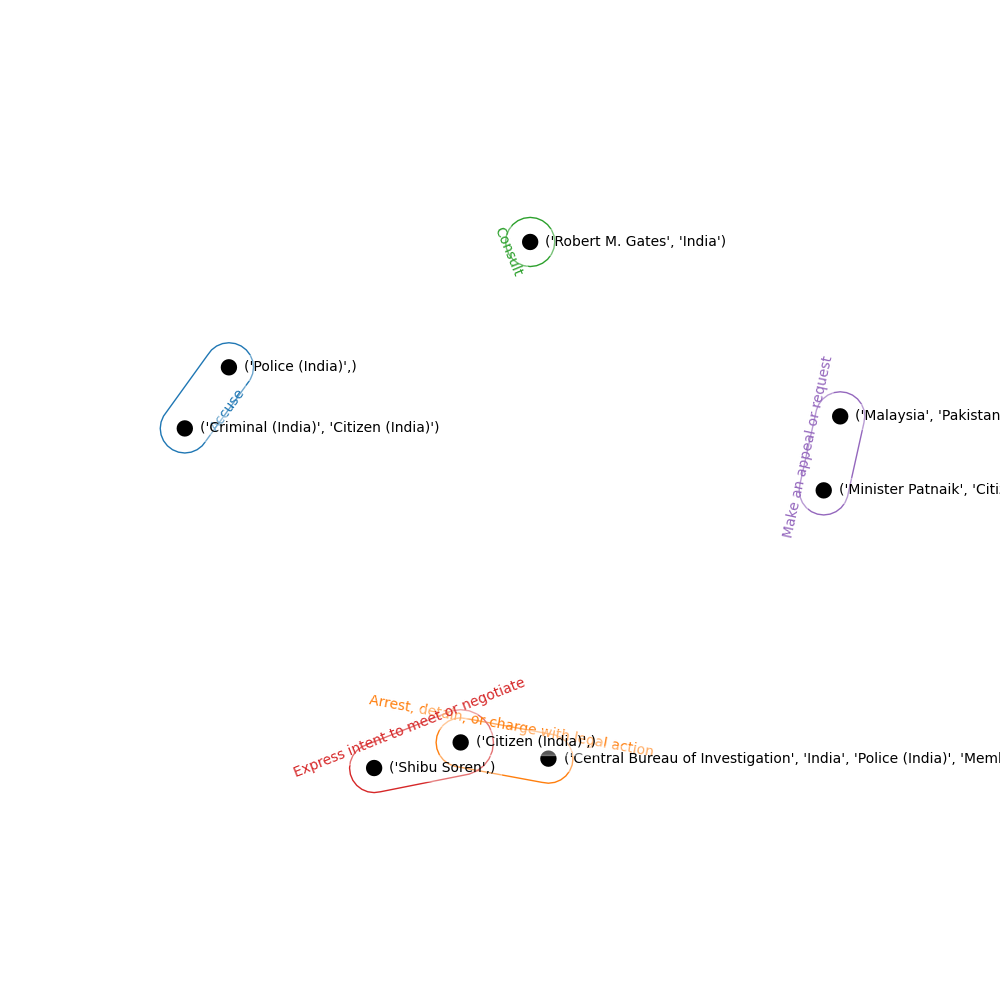 Consult
('Robert M. Gates', 'India')
('Police (India)',)
Accuse
('Criminal (India)', 'Citizen (India)')
Make an appeal or request
('Malaysia', 'Pakistan
('Minister Patnaik', 'Citi
Express intent to meet or negotiate
Arrest, detain, or charge with legal action
('Citizen (India)',)
('Central Bureau of Investigation', 'India', 'Police (India)', 'Meml
('Shibu Soren',)